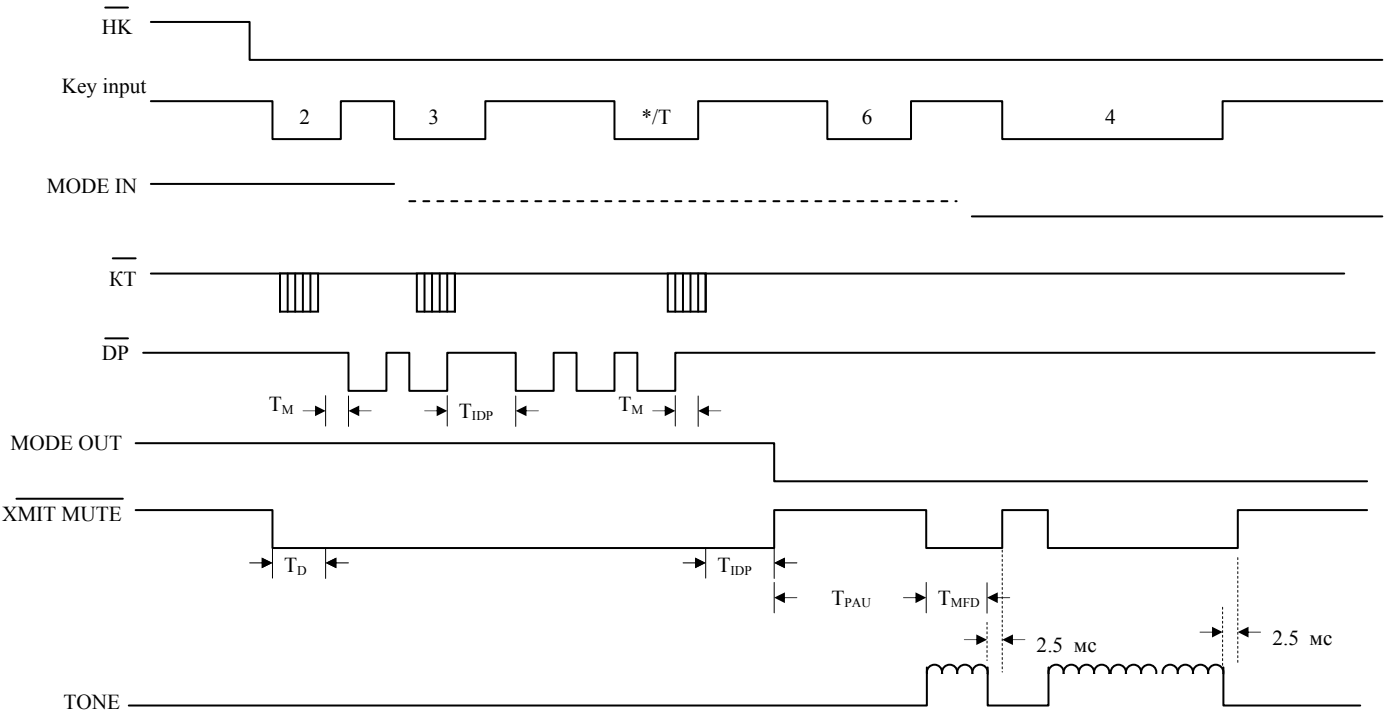 HK
Key input
2 3 */T 6 4
MODE IN
KT
DP
TM TIDP TM
MODE OUT
XMIT MUTE
TD TIDP
TPAU TMFD
2.5 мс 2.5 мс
TONE